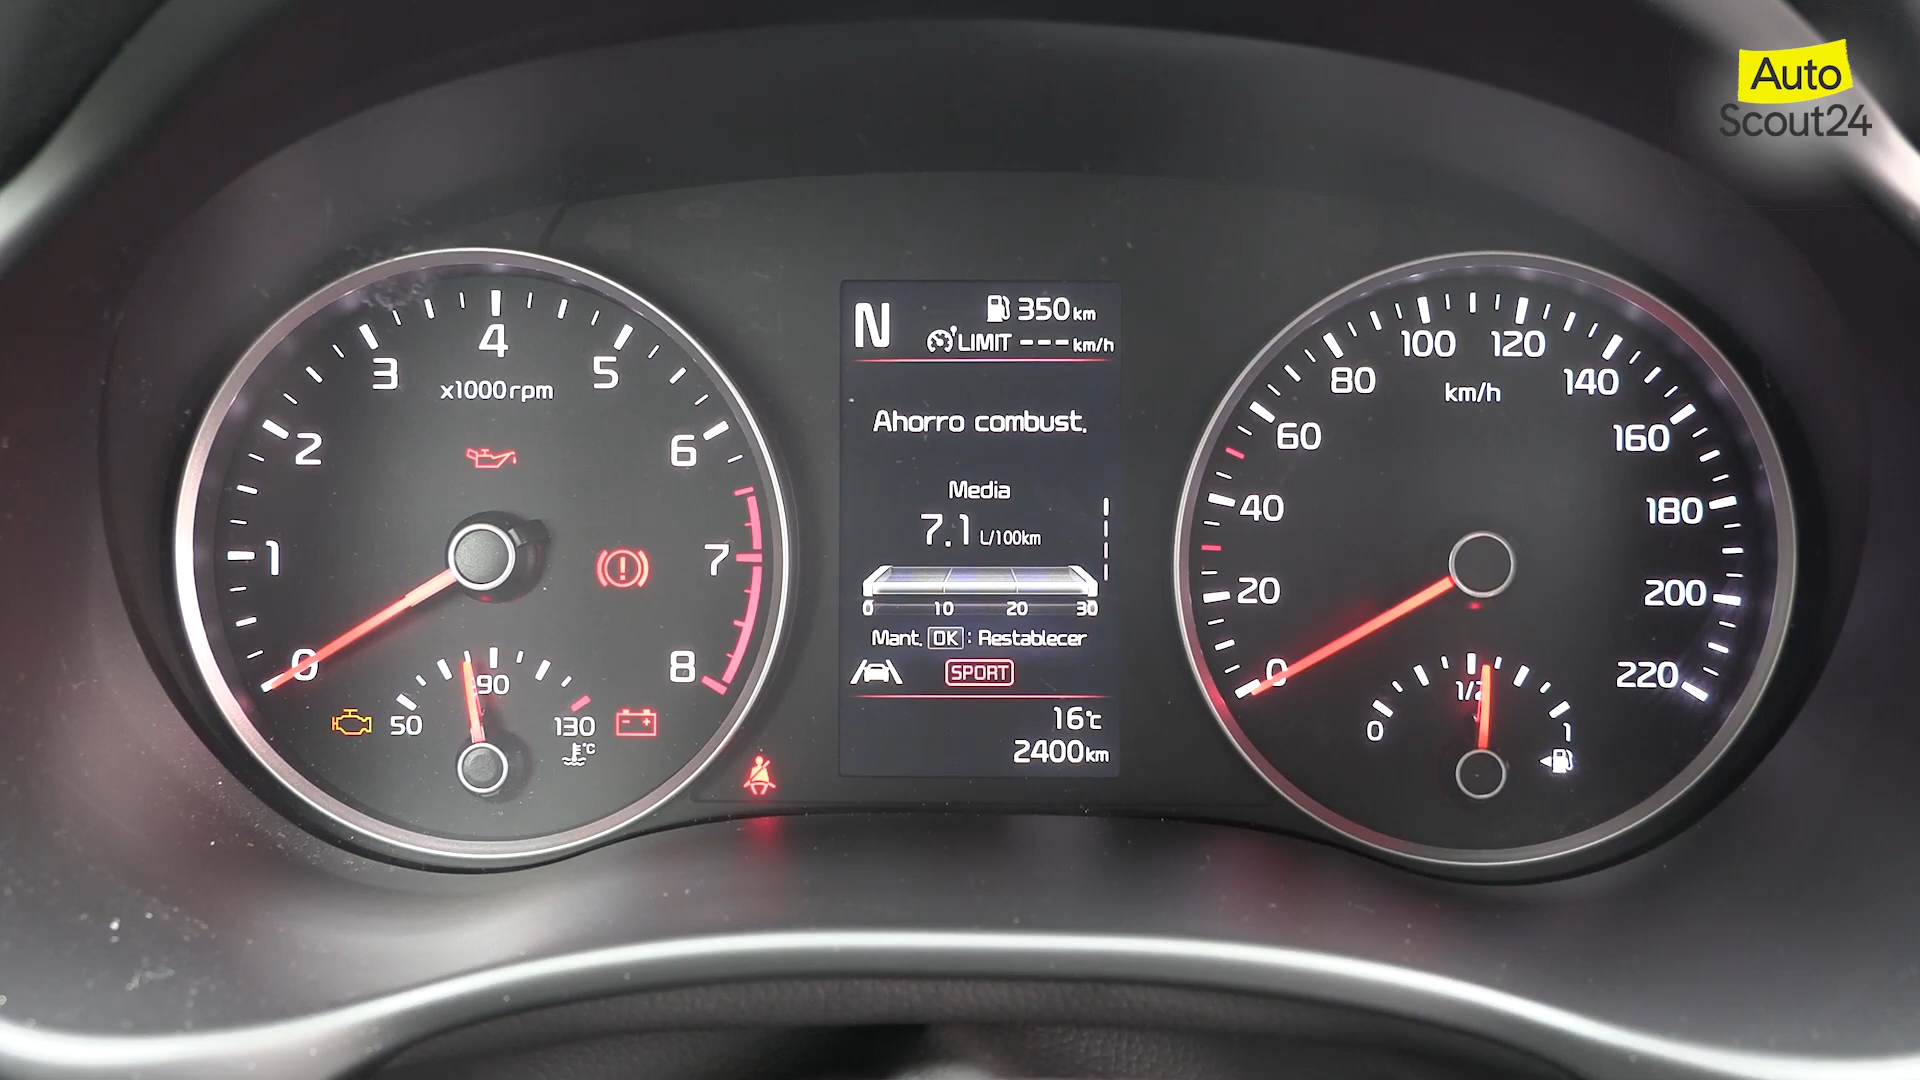 Auto
Scout24
0
1
2
3
4
5
6
7
8
x1000rpm
50
90
130
°C
N
350km
LIMIT ---km/h
Ahorro combust.
Media
7.1 L/100km
0 10 20 30
Mant. OK : Restablecer
SPORT
16°C
2400km
0
20
40
60
80
100
120
140
160
180
200
220
km/h
0
1/2
1